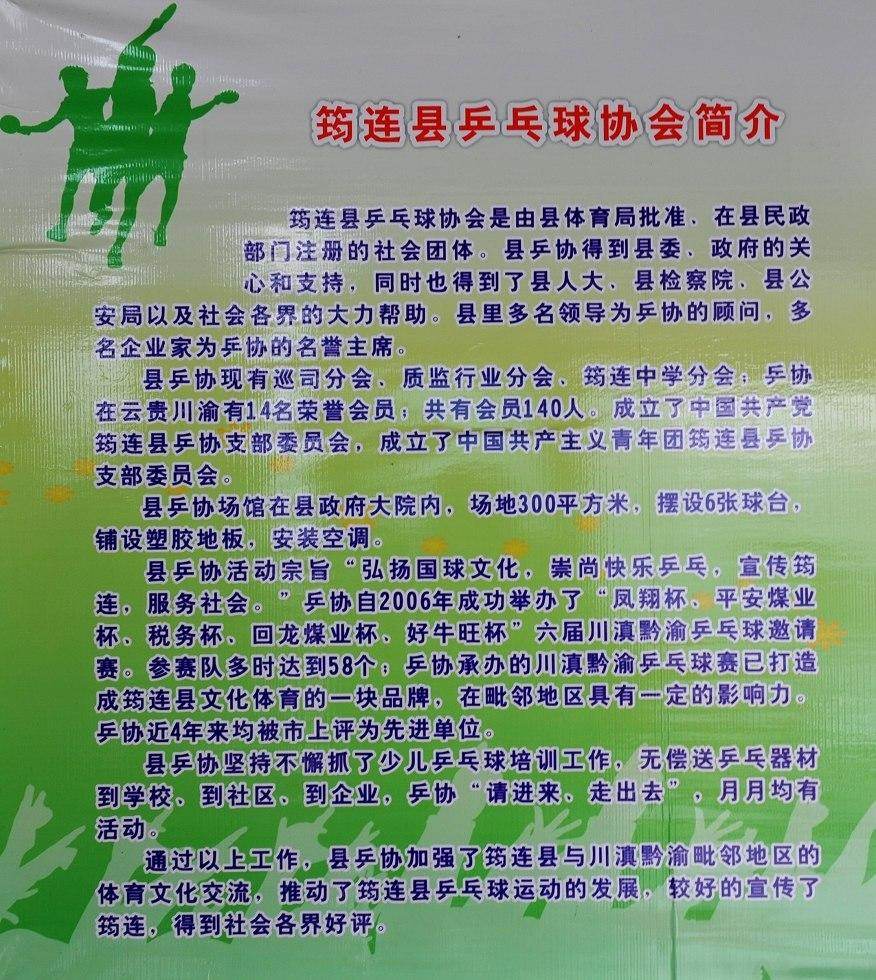 筠连县乒乓球协会简介
筠连县乒乓球协会是由县体育局批准、在县民政
部门注册的社会团体。县乒协得到县委、政府的关
心和支持，同时也得到了县人大、县检察院、县公
安局以及社会各界的大力帮助。县里多名领导为乒协的顾问，多
名企业家为乒协的名誉主席。
县乒协现有巡司分会、质监行业分会、筠连中学分会；乒协
在云贵川渝有14名荣誉会员；共有会员140人。成立了中国共产党
筠连县乒协支部委员会，成立了中国共产主义青年团筠连县乒协
支部委员会。
县乒协场馆在县政府大院内，场地300平方米，摆设6张球台，
铺设塑胶地板，安装空调。
县乒协活动宗旨“弘扬国球文化，崇尚快乐乒乓，宣传筠
连，服务社会。”乒协自2006年成功举办了“凤翔杯、平安煤业
杯、税务杯、回龙煤业杯、好牛旺杯”六届川滇黔渝乒乓球邀请
赛。参赛队多时达到58个；乒协承办的川滇黔渝乒乓球赛已打造
成筠连县文化体育的一块品牌，在毗邻地区具有一定的影响力。
乒协近4年来均被市上评为先进单位。
县乒协坚持不懈抓了少儿乒乓球培训工作，无偿送乒乓器材
到学校、到社区、到企业，乒协“请进来、走出去”，月月均有
活动。
通过以上工作，县乒协加强了筠连县与川滇黔渝毗邻地区的
体育文化交流，推动了筠连县乒乓球运动的发展，较好的宣传了
筠连，得到社会各界好评。